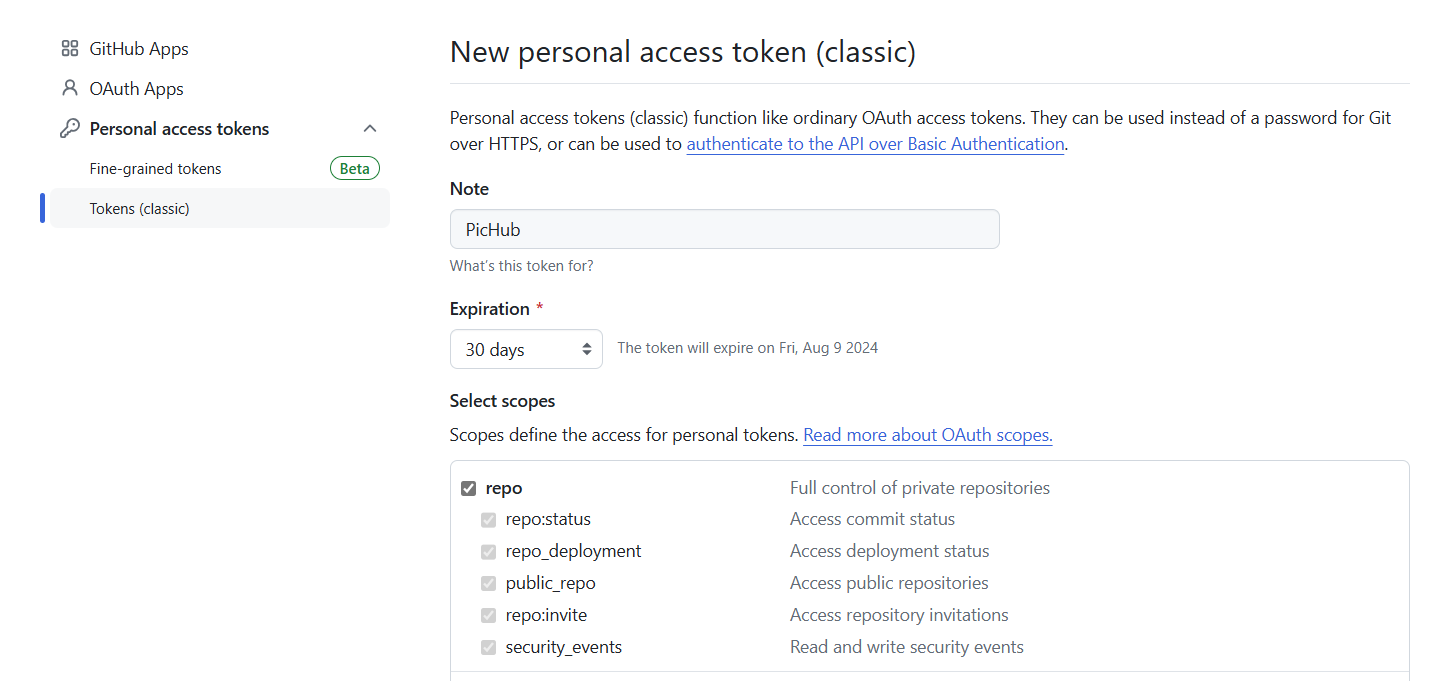 GitHub Apps
OAuth Apps
Personal access tokens
Fine-grained tokens
Beta
Tokens (classic)
New personal access token (classic)
Personal access tokens (classic) function like ordinary OAuth access tokens. They can be used instead of a password for Git
over HTTPS, or can be used to authenticate to the API over Basic Authentication.
Note
PicHub
What's this token for?
Expiration *
30 days
The token will expire on Fri, Aug 9 2024
Select scopes
Scopes define the access for personal tokens. Read more about OAuth scopes.
repo Full control of private repositories
repo:status Access commit status
repo_deployment Access deployment status
public_repo Access public repositories
repo:invite Access repository invitations
security_events Read and write security events